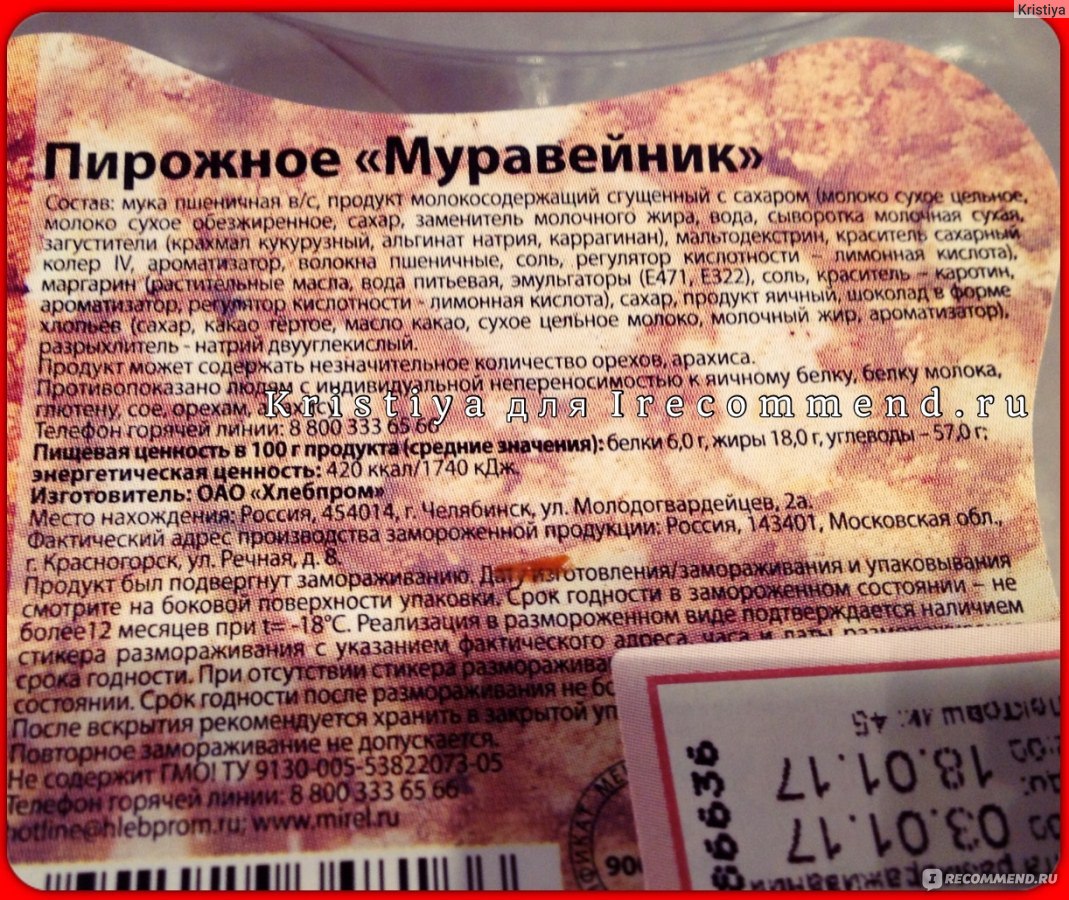 Kristiya
Пирожное «Муравейник»
Состав: мука пшеничная в/с, продукт молокосодержащий сгущенный с сахаром (молоко сухое цельное,
молоко сухое обезжиренное, сахар, заменитель молочного жира, вода, сыворотка молочная сухая,
загустители (крахмал кукурузный, альгинат натрия, каррагинан), мальтодекстрин, краситель сахарный
колер IV, ароматизатор, волокна пшеничные, соль, регулятор кислотности – лимонная кислота),
маргарин (растительные масла, вода питьевая, эмульгаторы (Е471, Е322), соль, краситель – каротин,
ароматизатор, регулятор кислотности - лимонная кислота), сахар, продукт яичный, шоколад в форме
хлопьев (сахар, какао тёртое, масло какао, сухое цельное молоко, молочный жир, ароматизатор),
разрыхлитель - натрий двууглекислый.
Продукт может содержать незначительное количество орехов, арахиса.
Противопоказано людям с индивидуальной непереносимостью к яичному белку, белку молока,
глютену, сое, орехам,
Kristiya для Irecommend.ru
Телефон горячей линии: 8 800 333 65 66
Пищевая ценность в 100 г продукта (средние значения): белки 6,0 г, жиры 18,0 г, углеводы – 57,0 г;
энергетическая ценность: 420 ккал/1740 кДж.
Изготовитель: ОАО «Хлебпром»
Место нахождения: Россия, 454014, г. Челябинск, ул. Молодогвардейцев, 2а.
Фактический адрес производства замороженной продукции: Россия, 143401, Московская обл.,
г. Красногорск, ул. Речная, д. 8.
Продукт был подвергнут замораживанию. Дату изготовления/замораживания и упаковывания
смотрите на боковой поверхности упаковки. Срок годности в замороженном состоянии – не
более12 месяцев при t= -18°С. Реализация в размороженном виде подтверждается наличием
стикера размораживания с указанием фактического адреса, часа и даты
срока годности. При отсутствии стикера
состоянии. Срок годности после размораживания не
После вскрытия рекомендуется хранить в закрытой
Повторное замораживание не допускается.
Не содержит ГМО! ТУ 9130-005-53822073-05
Телефон горячей линии: 8 800 333 65 66
hotline@hlebprom.ru; www.mirel.ru
45
18.01.17
03.01.17
900
IRECOMMEND.RU